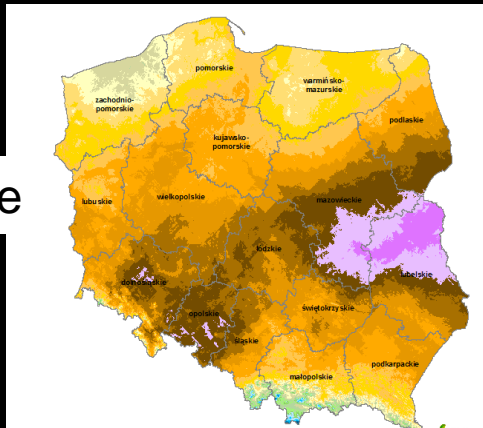 pomorskie
warmińsko-
mazurskie
zachodnio-
pomorskie
podlaskie
kujawsko-
pomorskie
e
lubuskie
wielkopolskie
mazowieckie
łódzkie
lubelskie
dolnośląskie
opolskie
świętokrzyskie
śląskie
podkarpackie
małopolskie